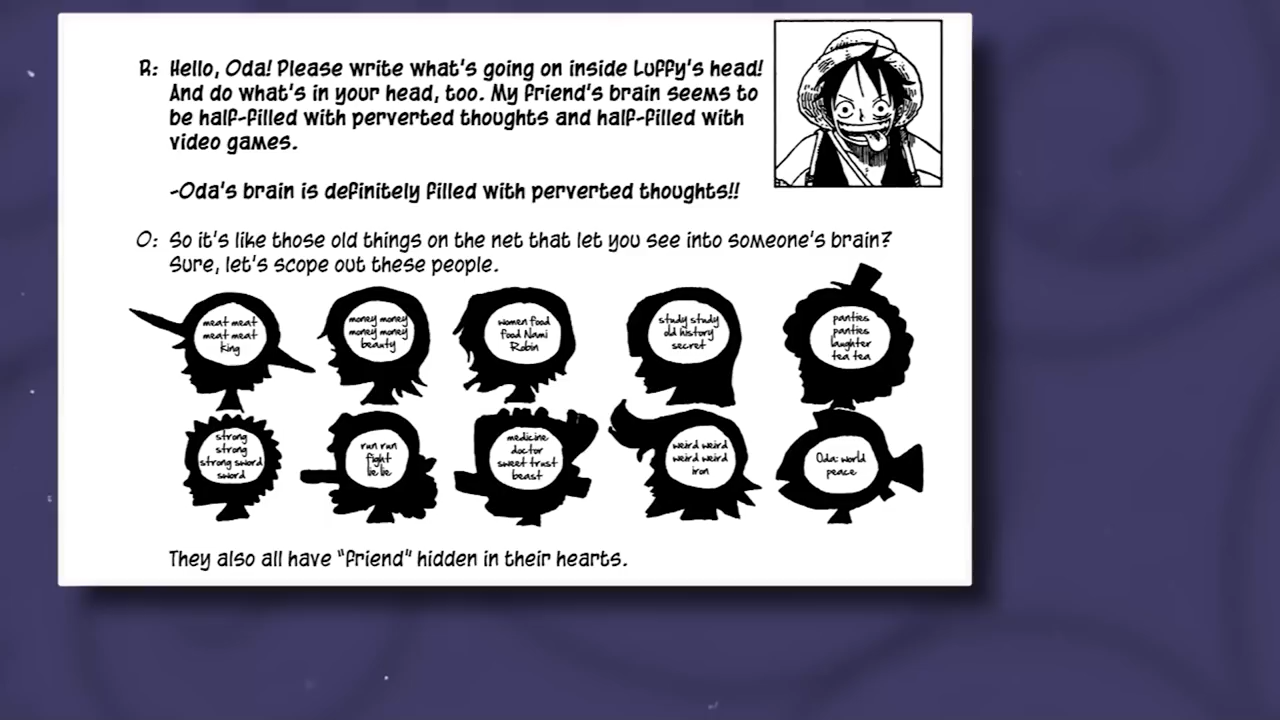 R: Hello, Oda! Please write what's going on inside Luffy's head!
And do what's in your head, too. My friend's brain seems to
be half-filled with perverted thoughts and half-filled with
video games.
-Oda's brain is definitely filled with perverted thoughts!!
O: So it's like those old things on the net that let you see into someone's brain?
Sure, let's scope out these people.
meat meat
meat meat
king
money money
money money
beauty
women food
food Nami
Robin
study study
old history
secret
panties
panties
laughter
tea tea
strong
strong
strong sword
sword
run run
fight
lie lie
medicine
doctor
sweet trust
beast
weird weird
weird weird
iron
Oda: world
peace
They also all have "friend" hidden in their hearts.